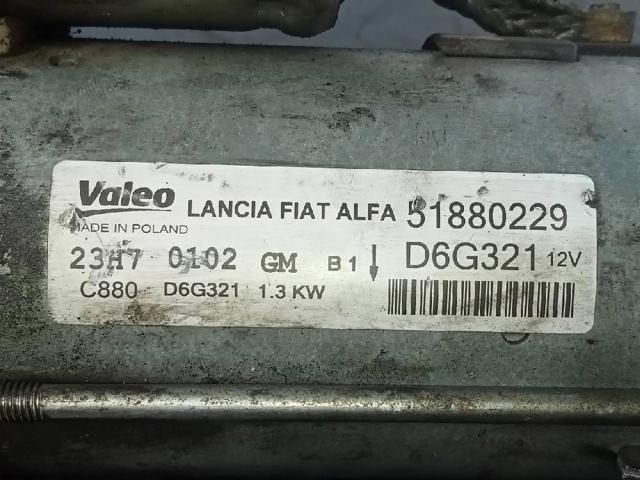 Valeo LANCIA FIAT ALFA 51880229
MADE IN POLAND
23H7 0102 GM B1 D6G321 12V
C880 D6G321 1.3 KW